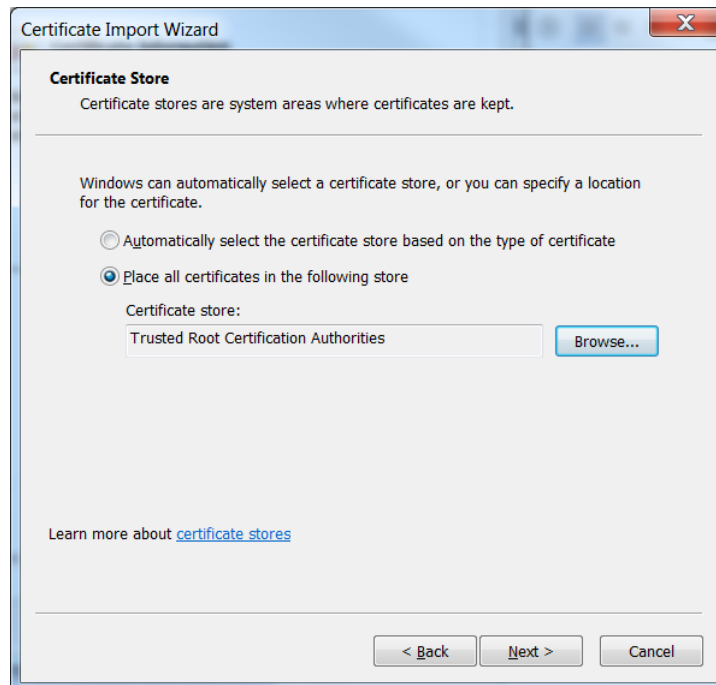 Certificate Import Wizard
Certificate Store
Certificate stores are system areas where certificates are kept.
Windows can automatically select a certificate store, or you can specify a location
for the certificate.
Automatically select the certificate store based on the type of certificate
Place all certificates in the following store
Certificate store:
Trusted Root Certification Authorities
Browse...
Learn more about certificate stores
< Back
Next >
Cancel